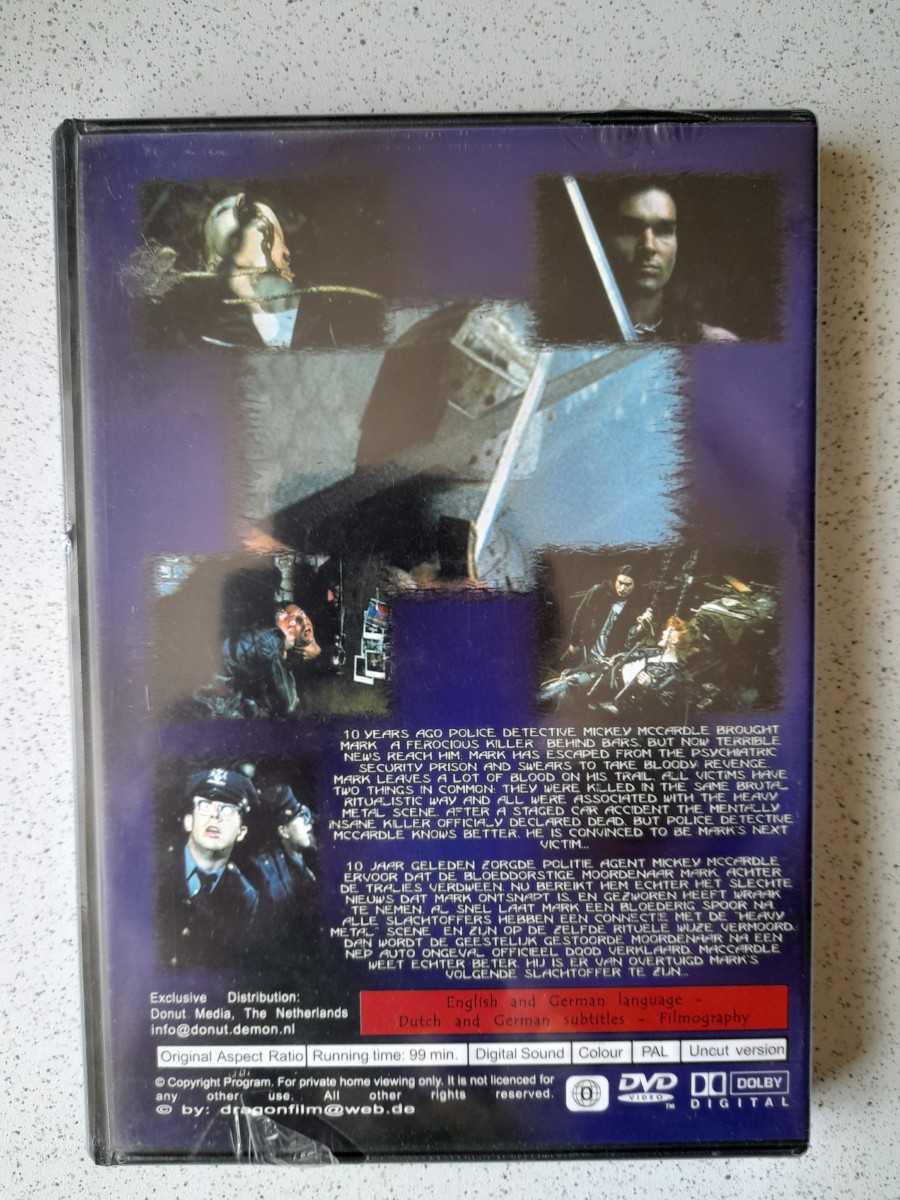 10 YEARS AGO POLICE DETECTIVE MICKEY MCCARDLE BROUGHT
MARK A FEROCIOUS KILLER BEHIND BARS. BUT NOW TERRIBLE
NEWS REACH HIM: MARK HAS ESCAPED FROM THE PSYCHIATRIC
SECURITY PRISON AND SWEARS TO TAKE BLOODY REVENGE.
MARK LEAVES A LOT OF BLOOD ON HIS TRAIL. ALL VICTIMS HAVE
TWO THINGS IN COMMON: THEY WERE KILLED IN THE SAME BRUTAL
RITUALISTIC WAY AND ALL WERE ASSOCIATED WITH THE HEAVY
METAL SCENE. AFTER A STAGED CAR ACCIDENT THE MENTALLY
INSANE KILLER OFFICIALY DECLARED DEAD. BUT POLICE DETECTIVE
MCCARDLE KNOWS BETTER. HE IS CONVINCED TO BE MARK'S NEXT
VICTIM...
10 JAAR GELEDEN ZORGDE POLITIE AGENT MICKEY MCCARDLE
ERVOOR DAT DE BLOEDDORSTIGE MOORDENAAR MARK, ACHTER
DE TRALIES VERDWEEN. NU BEREIKT HEM ECHTER HET SLECHTE
NIEUWS DAT MARK ONTSNAPT IS, EN GEZWOREN HEEFT WRAAK
TE NEMEN. AL SNEL LAAT MARK EEN BLOEDERIG SPOOR NA.
ALLE SLACHTOFFERS HEBBEN EEN CONNECTIE MET DE "HEAVY
METAL" SCENE EN ZIJN OP DE ZELFDE RITUELE WIJZE VERMOORD.
DAN WORDT DE GEESTELIJK GESTOORDE MOORDENAAR NA EEN
NEP AUTO ONGEVAL OFFICIEEL DOOD VERKLAARD. MACCARDLE
WEET ECHTER BETER. HIJ IS ER VAN OVERTUIGD MARK'S
VOLGENDE SLACHTOFFER TE ZIJN...
Exclusive Distribution:
Donut Media, The Netherlands
info@donut.demon.nl
English and German language -
Dutch and German subtitles - Filmography
Original Aspect Ratio Running time: 99 min. Digital Sound Colour PAL Uncut version
© Copyright Program. For private home viewing only. It is not licenced for
any other use. All other rights reserved.
© by: dragonfilm@web.de
0
DVD
VIDEO
TM
DOLBY
DIGITAL